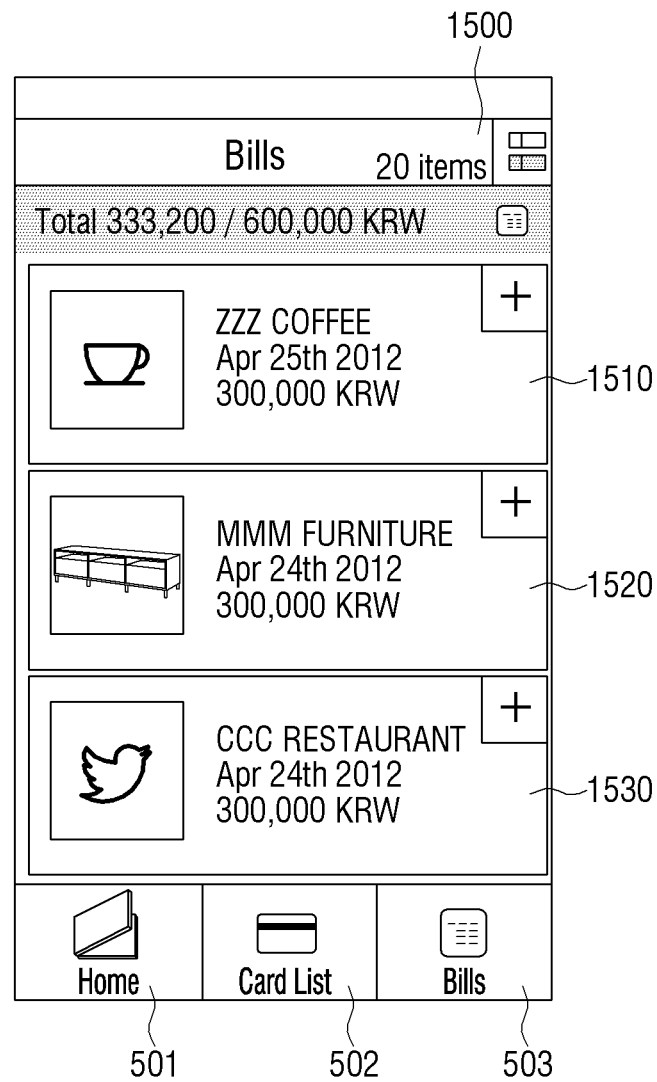 1500
Bills
20 items
Total 333,200 / 600,000 KRW
ZZZ COFFEE
Apr 25th 2012
300,000 KRW
1510
MMM FURNITURE
Apr 24th 2012
300,000 KRW
1520
CCC RESTAURANT
Apr 24th 2012
300,000 KRW
1530
Home
Card List
Bills
501
502
503